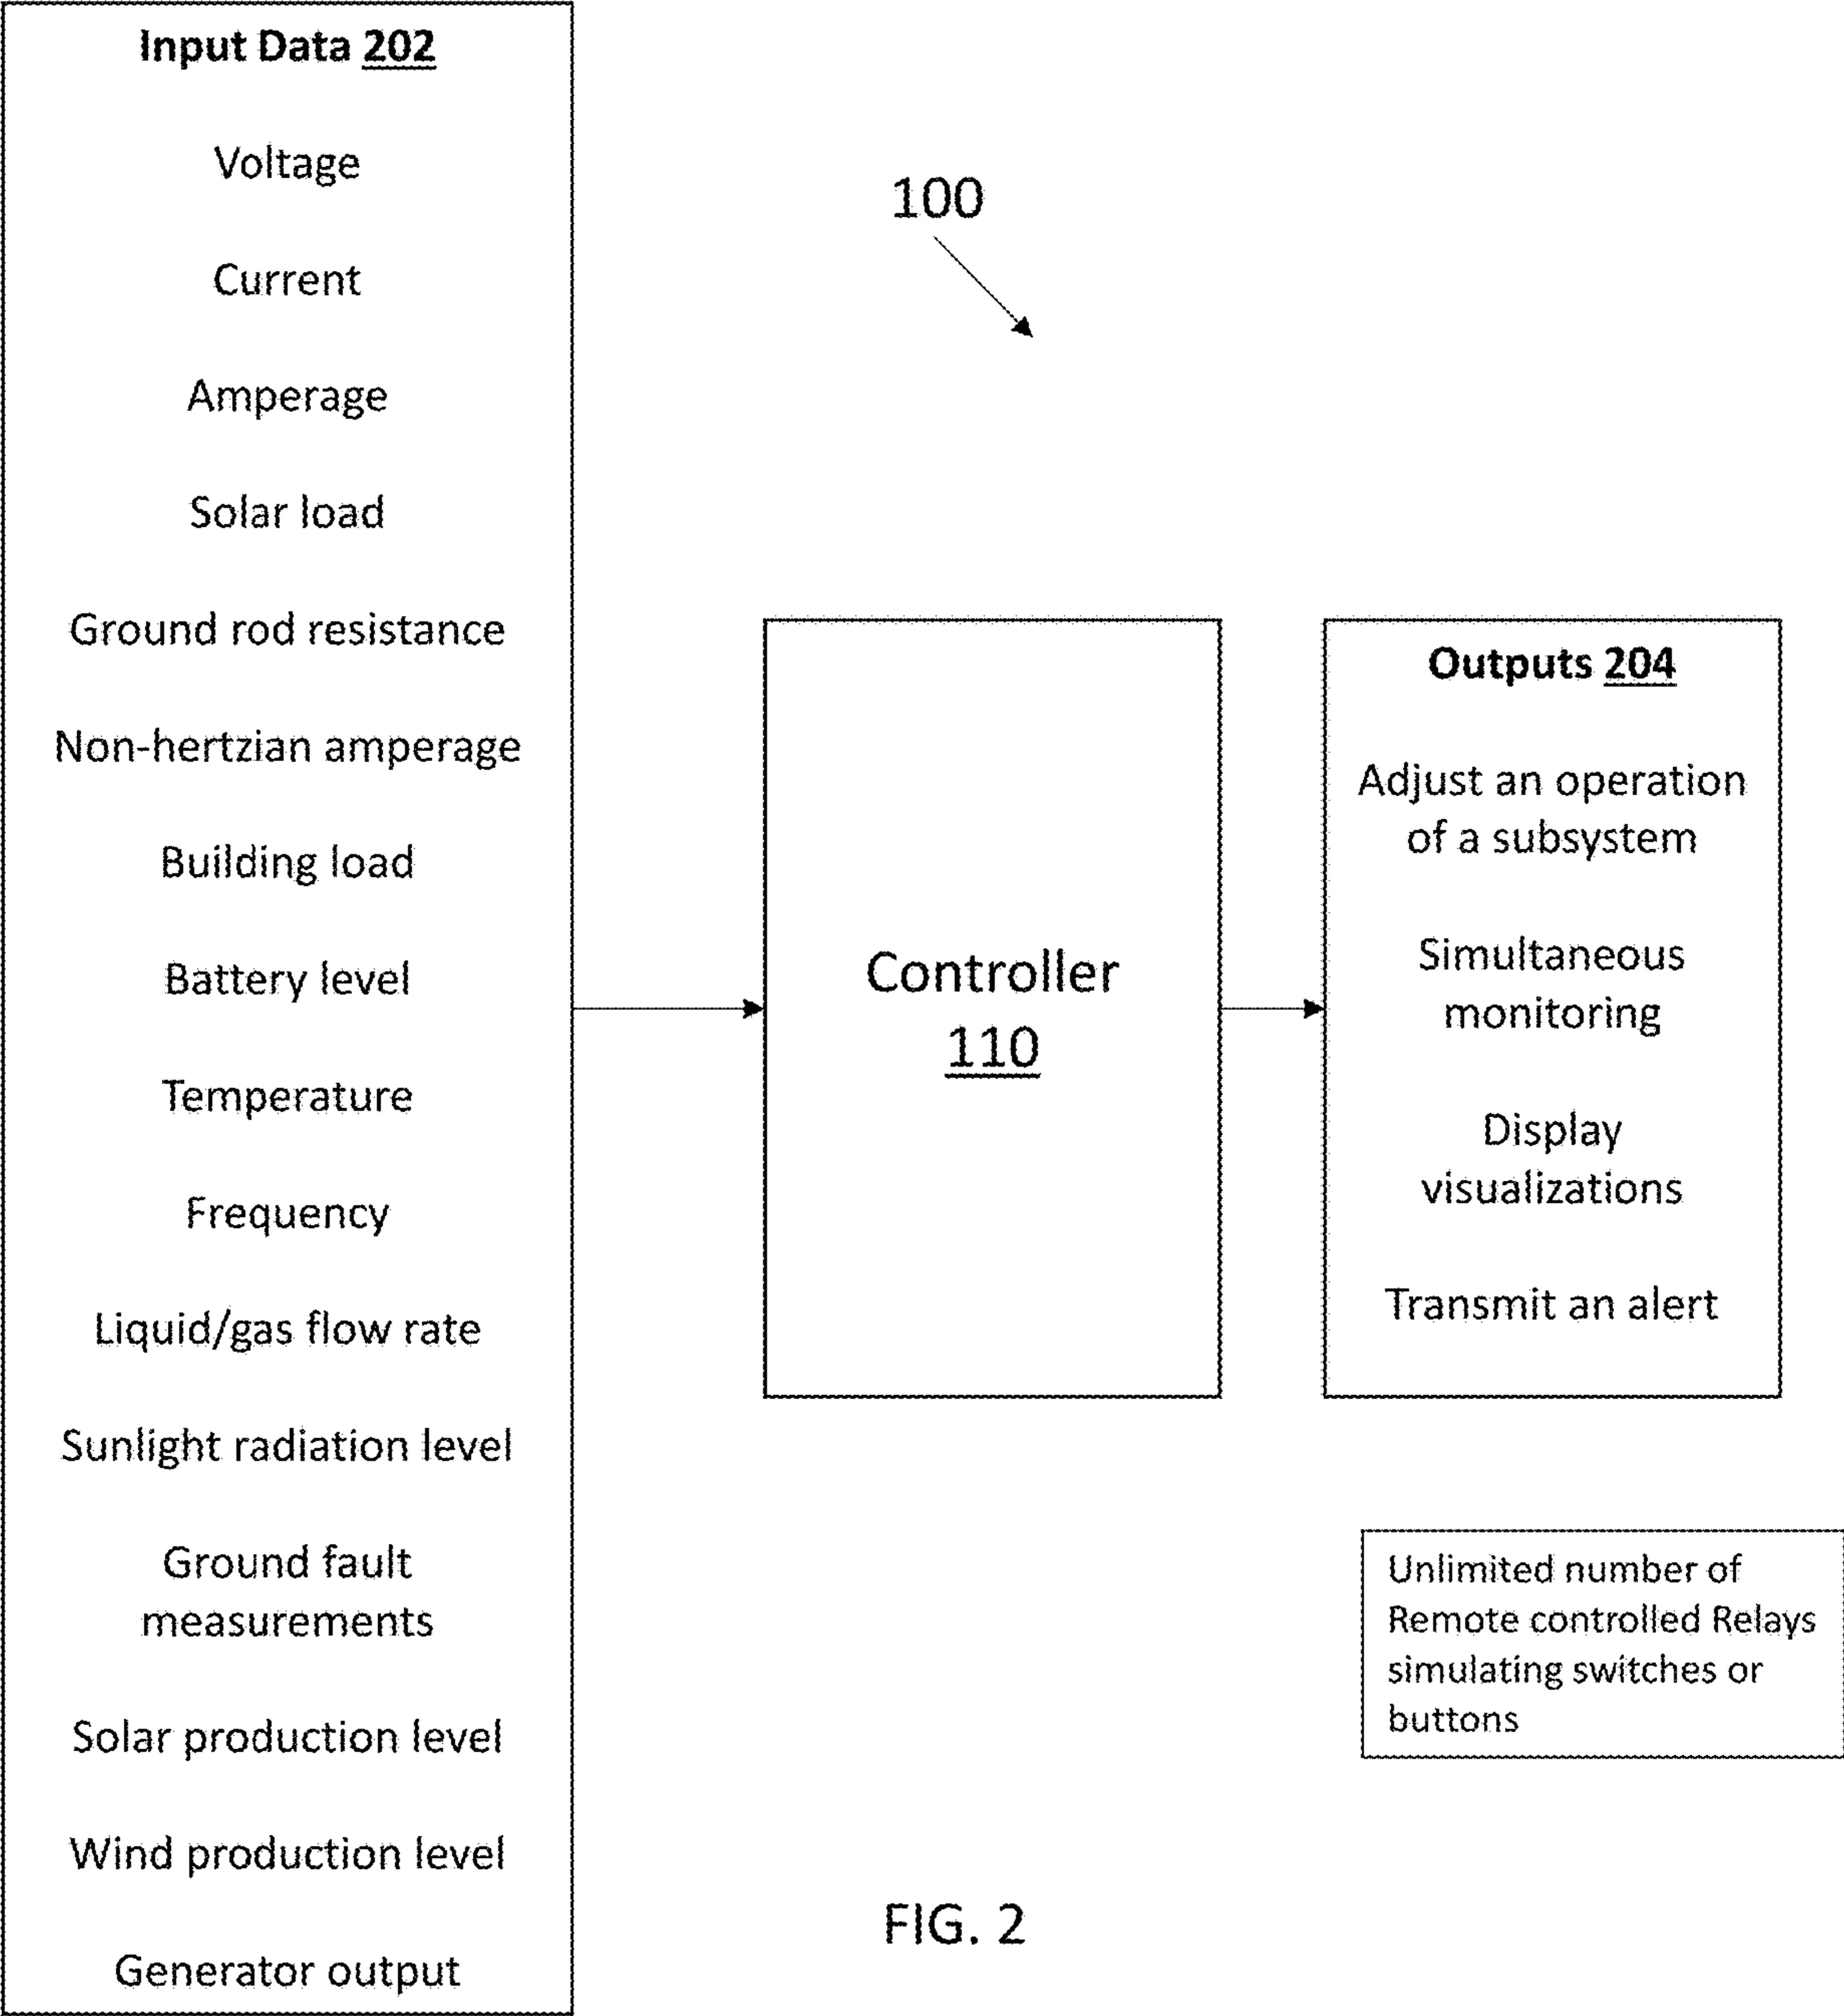 Input Data 202
Voltage
Current
Amperage
Solar load
Ground rod resistance
Non-hertzian amperage
Building load
Battery level
Temperature
Frequency
Liquid/gas flow rate
Sunlight radiation level
Ground fault
measurements
Solar production level
Wind production level
Generator output
100
Controller
110
Outputs 204
Adjust an operation
of a subsystem
Simultaneous
monitoring
Display
visualizations
Transmit an alert
Unlimited number of
Remote controlled Relays
simulating switches or
buttons
FIG. 2